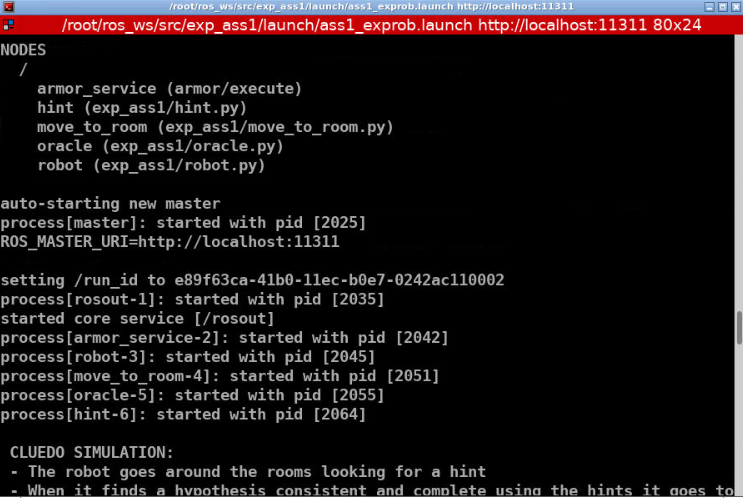 /root/ros_ws/src/exp_ass1/launch/ass1_exprob.launch http://localhost:11311
/root/ros_ws/src/exp_ass1/launch/ass1_exprob.launch http://localhost:11311 80x24
NODES
  /
    armor_service (armor/execute)
    hint (exp_ass1/hint.py)
    move_to_room (exp_ass1/move_to_room.py)
    oracle (exp_ass1/oracle.py)
    robot (exp_ass1/robot.py)
auto-starting new master
process[master]: started with pid [2025]
ROS_MASTER_URI=http://localhost:11311
setting /run_id to e89f63ca-41b0-11ec-b0e7-0242ac110002
process[rosout-1]: started with pid [2035]
started core service [/rosout]
process[armor_service-2]: started with pid [2042]
process[robot-3]: started with pid [2045]
process[move_to_room-4]: started with pid [2051]
process[oracle-5]: started with pid [2055]
process[hint-6]: started with pid [2064]
 CLUEDO SIMULATION:
 - The robot goes around the rooms looking for a hint
 - When it finds a hypothesis consistent and complete using the hints it goes to